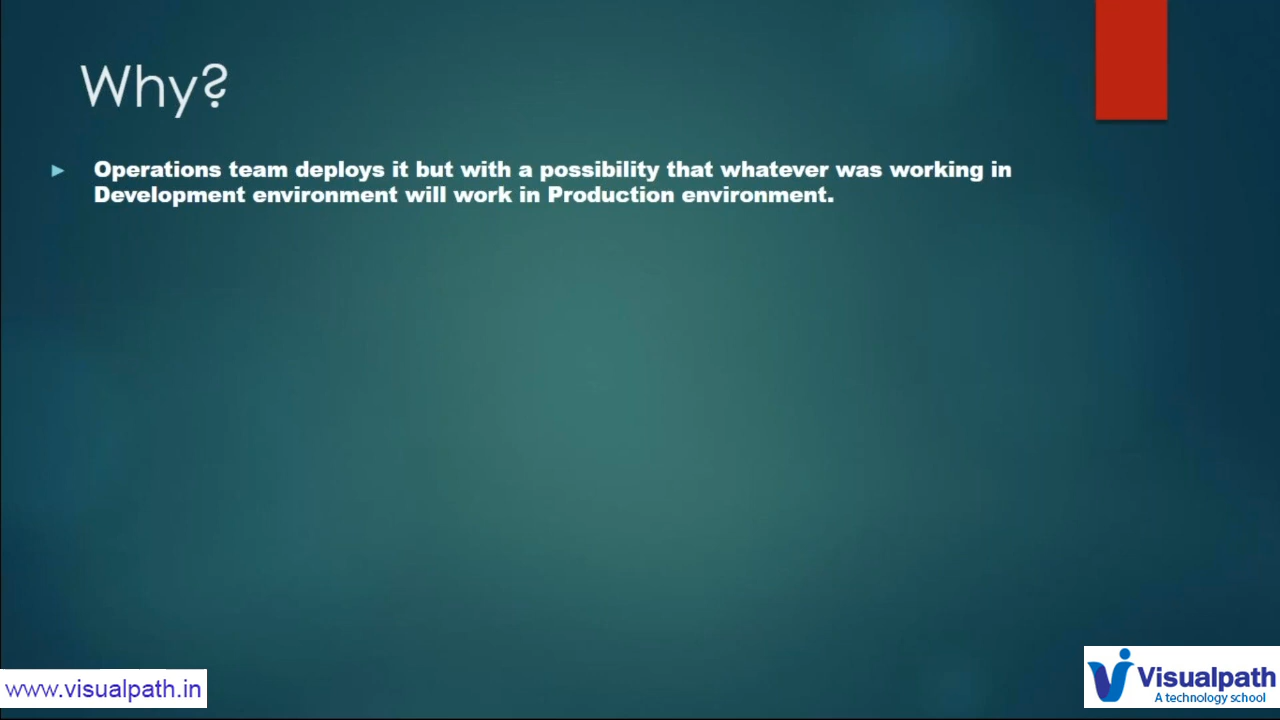 Why?
Operations team deploys it but with a possibility that whatever was working in
Development environment will work in Production environment.
www.visualpath.in
Visualpath
A technology school